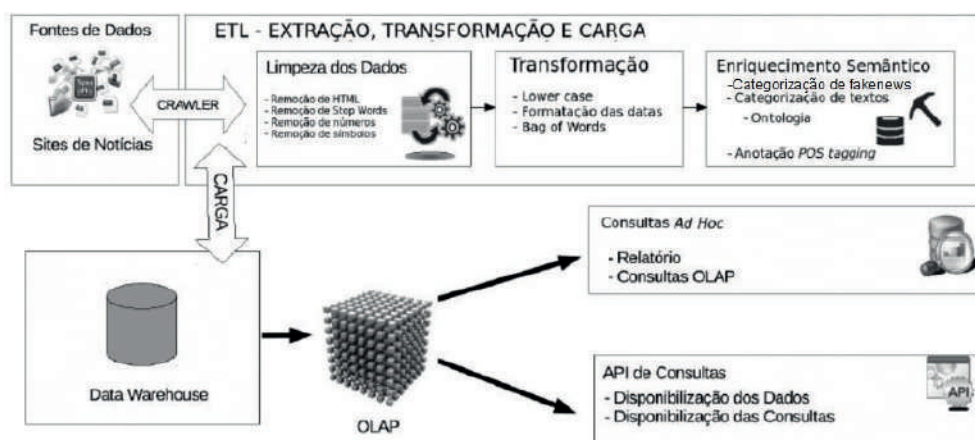 Fontes de Dados
Sites de Notícias
CRAWLER
ETL - EXTRAÇÃO, TRANSFORMAÇÃO E CARGA
Limpeza dos Dados
- Remoção de HTML
- Remoção de Stop Words
- Remoção de números
- Remoção de símbolos
Transformação
- Lower case
- Formatação das datas
- Bag of Words
Enriquecimento Semântico
- Categorização de fakenews
- Categorização de textos
- Ontologia
- Anotação POS tagging
CARGA
Data Warehouse
OLAP
Consultas Ad Hoc
- Relatório
- Consultas OLAP
API de Consultas
- Disponibilização dos Dados
- Disponibilização das Consultas
API